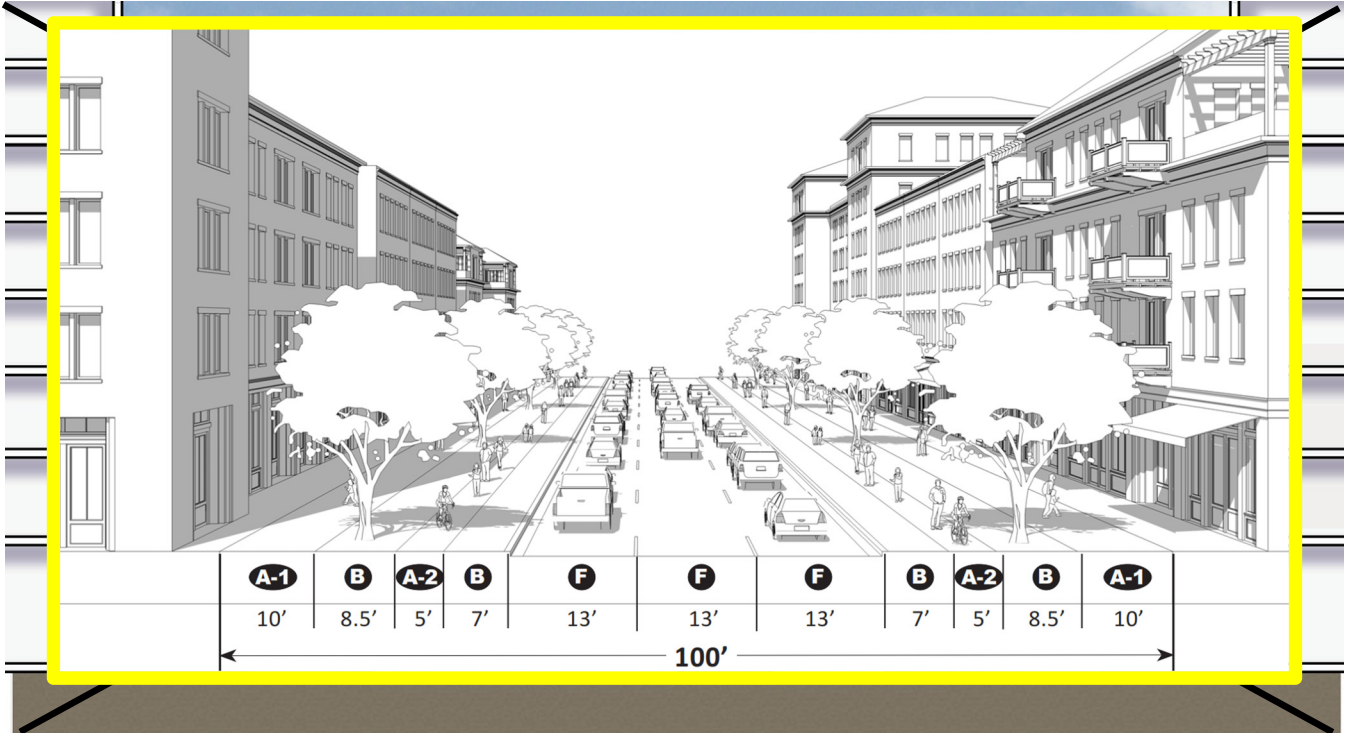 A-1 B A-2 B F F F B A-2 B A-1
10’ 8.5’ 5’ 7’ 13’ 13’ 13’ 7’ 5’ 8.5’ 10’
100’